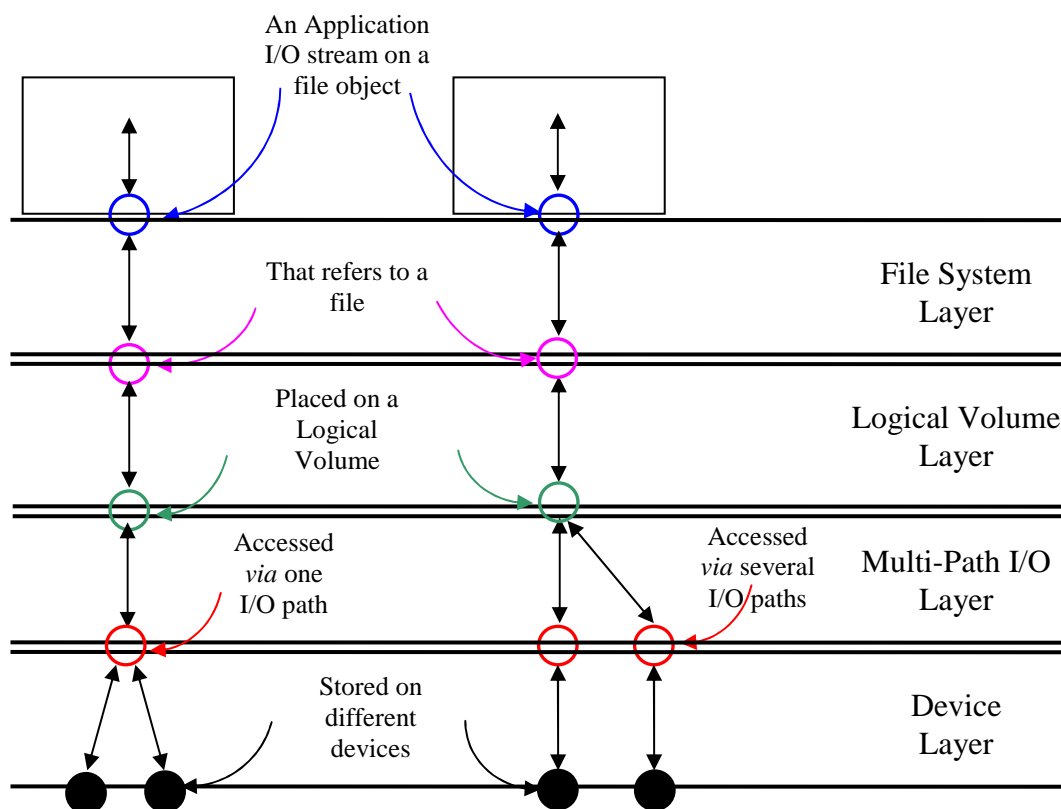 An Application
I/O stream on a
file object
That refers to a
file
File System
Layer
Placed on a
Logical
Volume
Logical Volume
Layer
Accessed
via one
I/O path
Accessed
via several
I/O paths
Multi-Path I/O
Layer
Stored on
different
devices
Device
Layer